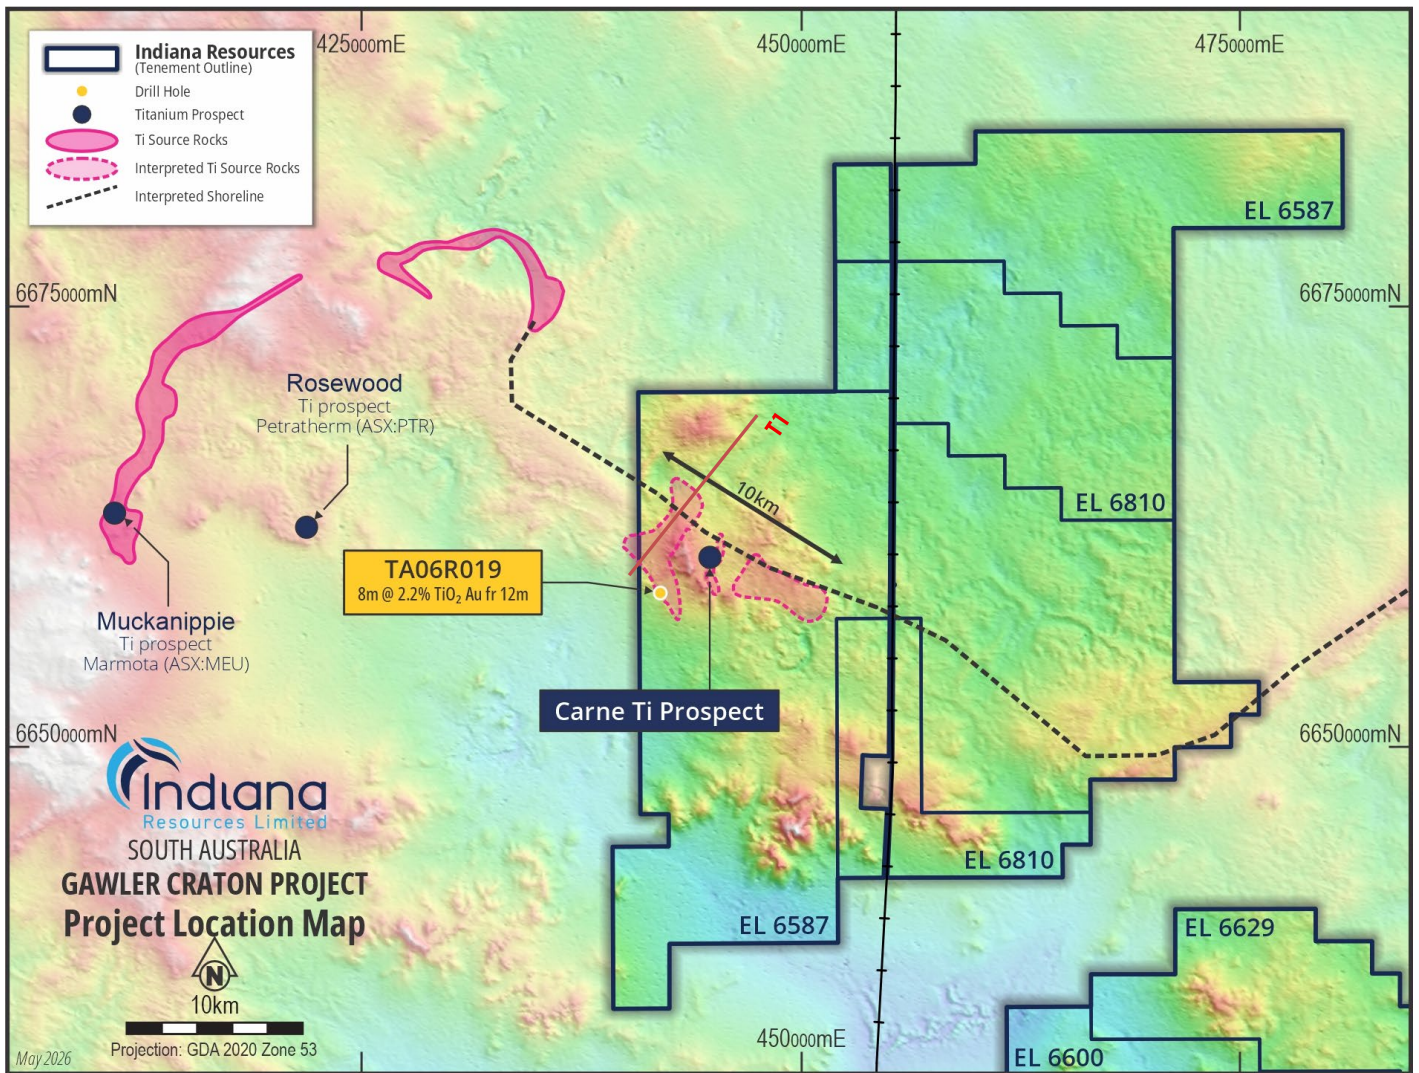 Indiana Resources
(Tenement Outline)
Drill Hole
Titanium Prospect
Ti Source Rocks
Interpreted Ti Source Rocks
Interpreted Shoreline
425000mE
450000mE
475000mE
EL 6587
6675000mN
6675000mN
Rosewood
Ti prospect
Petratherm (ASX:PTR)
T1
10km
EL 6810
TA06R019
8m @ 2.2% TiO₂ Au fr 12m
Muckanippie
Ti prospect
Marmota (ASX:MEU)
Carne Ti Prospect
6650000mN
6650000mN
Indiana
Resources Limited
SOUTH AUSTRALIA
GAWLER CRATON PROJECT
Project Location Map
N
10km
Projection: GDA 2020 Zone 53
May 2026
EL 6810
EL 6587
EL 6629
450000mE
EL 6600